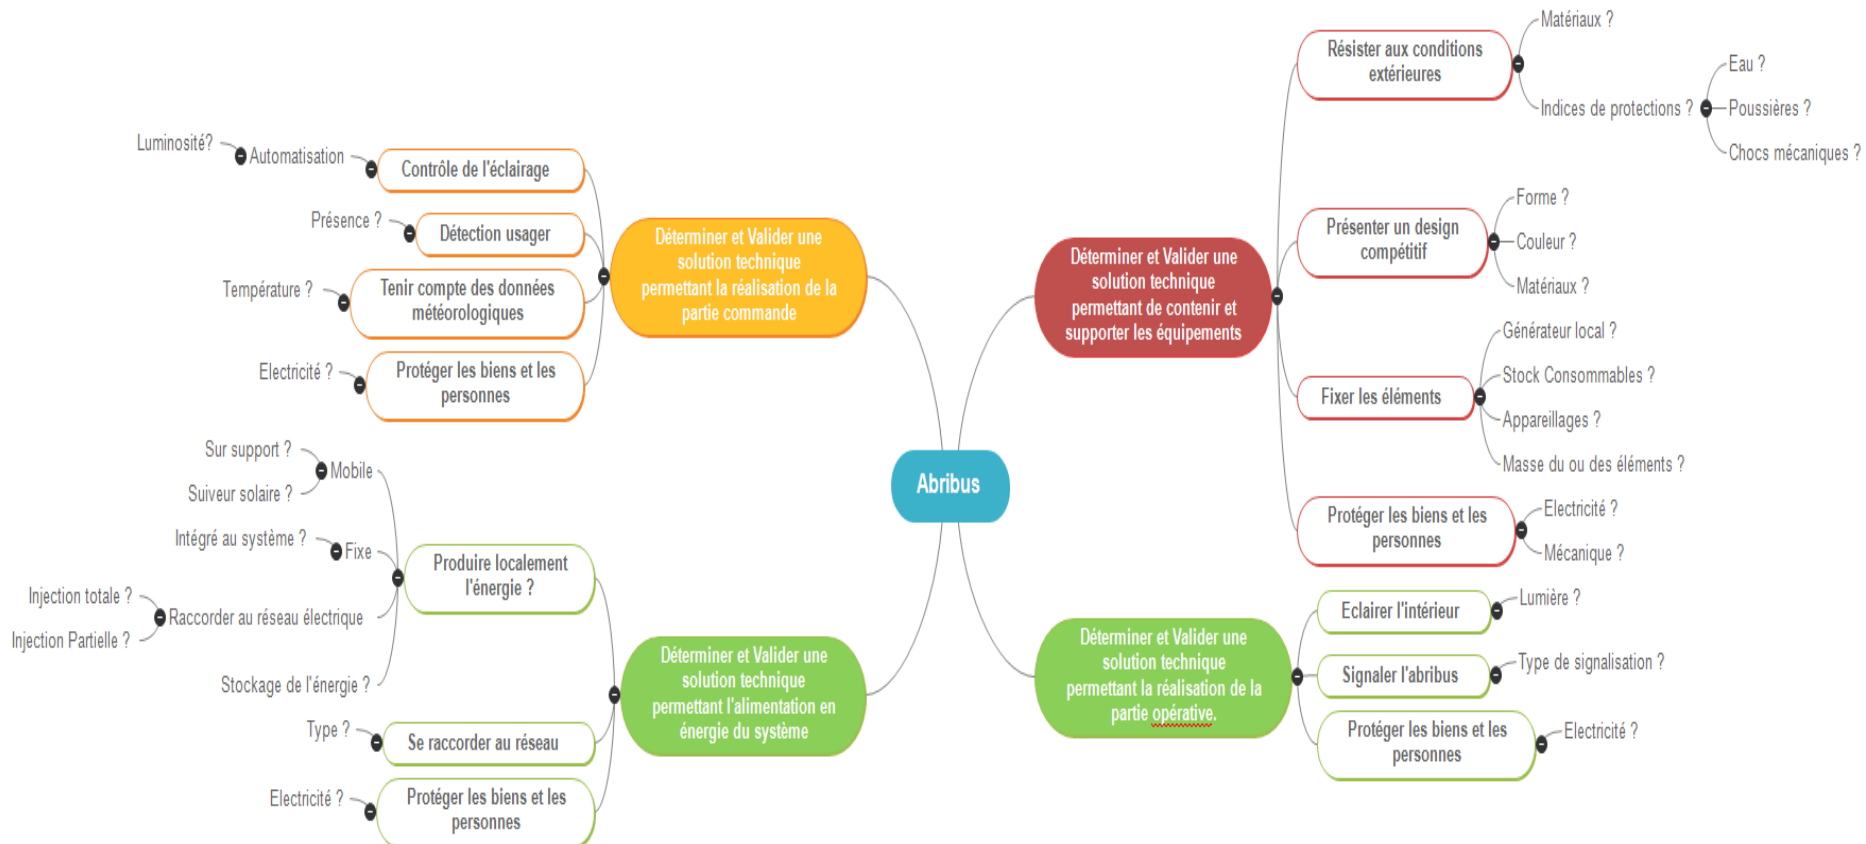 Abribus
Déterminer et Valider une
solution technique
permettant la réalisation de la
partie commande
Contrôle de l'éclairage
Automatisation
Luminosité?
Détection usager
Présence ?
Tenir compte des données
météorologiques
Température ?
Protéger les biens et les
personnes
Electricité ?
Déterminer et Valider une
solution technique
permettant l'alimentation en
énergie du système
Produire localement
l'énergie ?
Mobile
Sur support ?
Suiveur solaire ?
Fixe
Intégré au système ?
Raccorder au réseau électrique
Injection totale ?
Injection Partielle ?
Stockage de l'énergie ?
Se raccorder au réseau
Type ?
Protéger les biens et les
personnes
Electricité ?
Déterminer et Valider une
solution technique
permettant de contenir et
supporter les équipements
Résister aux conditions
extérieures
Matériaux ?
Indices de protections ?
Eau ?
Poussières ?
Chocs mécaniques ?
Présenter un design
compétitif
Forme ?
Couleur ?
Matériaux ?
Fixer les éléments
Générateur local ?
Stock Consommables ?
Appareillages ?
Masse du ou des éléments ?
Protéger les biens et les
personnes
Electricité ?
Mécanique ?
Déterminer et Valider une
solution technique
permettant la réalisation de la
partie opérative.
Eclairer l'intérieur
Lumière ?
Signaler l'abribus
Type de signalisation ?
Protéger les biens et les
personnes
Electricité ?